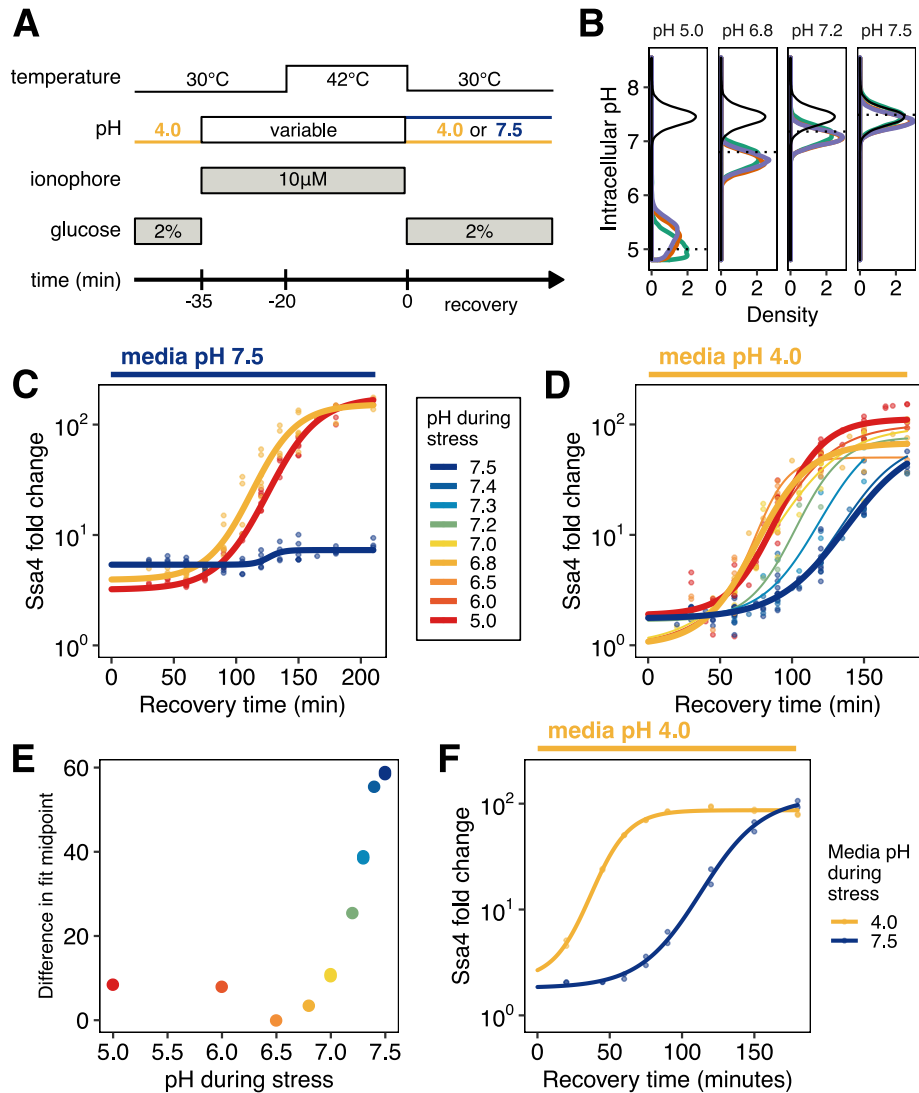 A
temperature
30°C
42°C
30°C
pH
4.0
variable
4.0 or 7.5
ionophore
10µM
glucose
2%
2%
time (min)
-35
-20
0
recovery
B
pH 5.0
pH 6.8
pH 7.2
pH 7.5
Intracellular pH
8
7
6
5
0 2
0 2
0 2
0 2
Density
C
media pH 7.5
Ssa4 fold change
10²
10¹
10⁰
0 50 100 150 200
Recovery time (min)
pH during
stress
7.5
7.4
7.3
7.2
7.0
6.8
6.5
6.0
5.0
D
media pH 4.0
Ssa4 fold change
10²
10¹
10⁰
0 50 100 150
Recovery time (min)
E
Difference in fit midpoint
60
40
20
0
5.0 5.5 6.0 6.5 7.0 7.5
pH during stress
F
media pH 4.0
Ssa4 fold change
10²
10¹
10⁰
0 50 100 150
Recovery time (minutes)
Media pH
during
stress
4.0
7.5